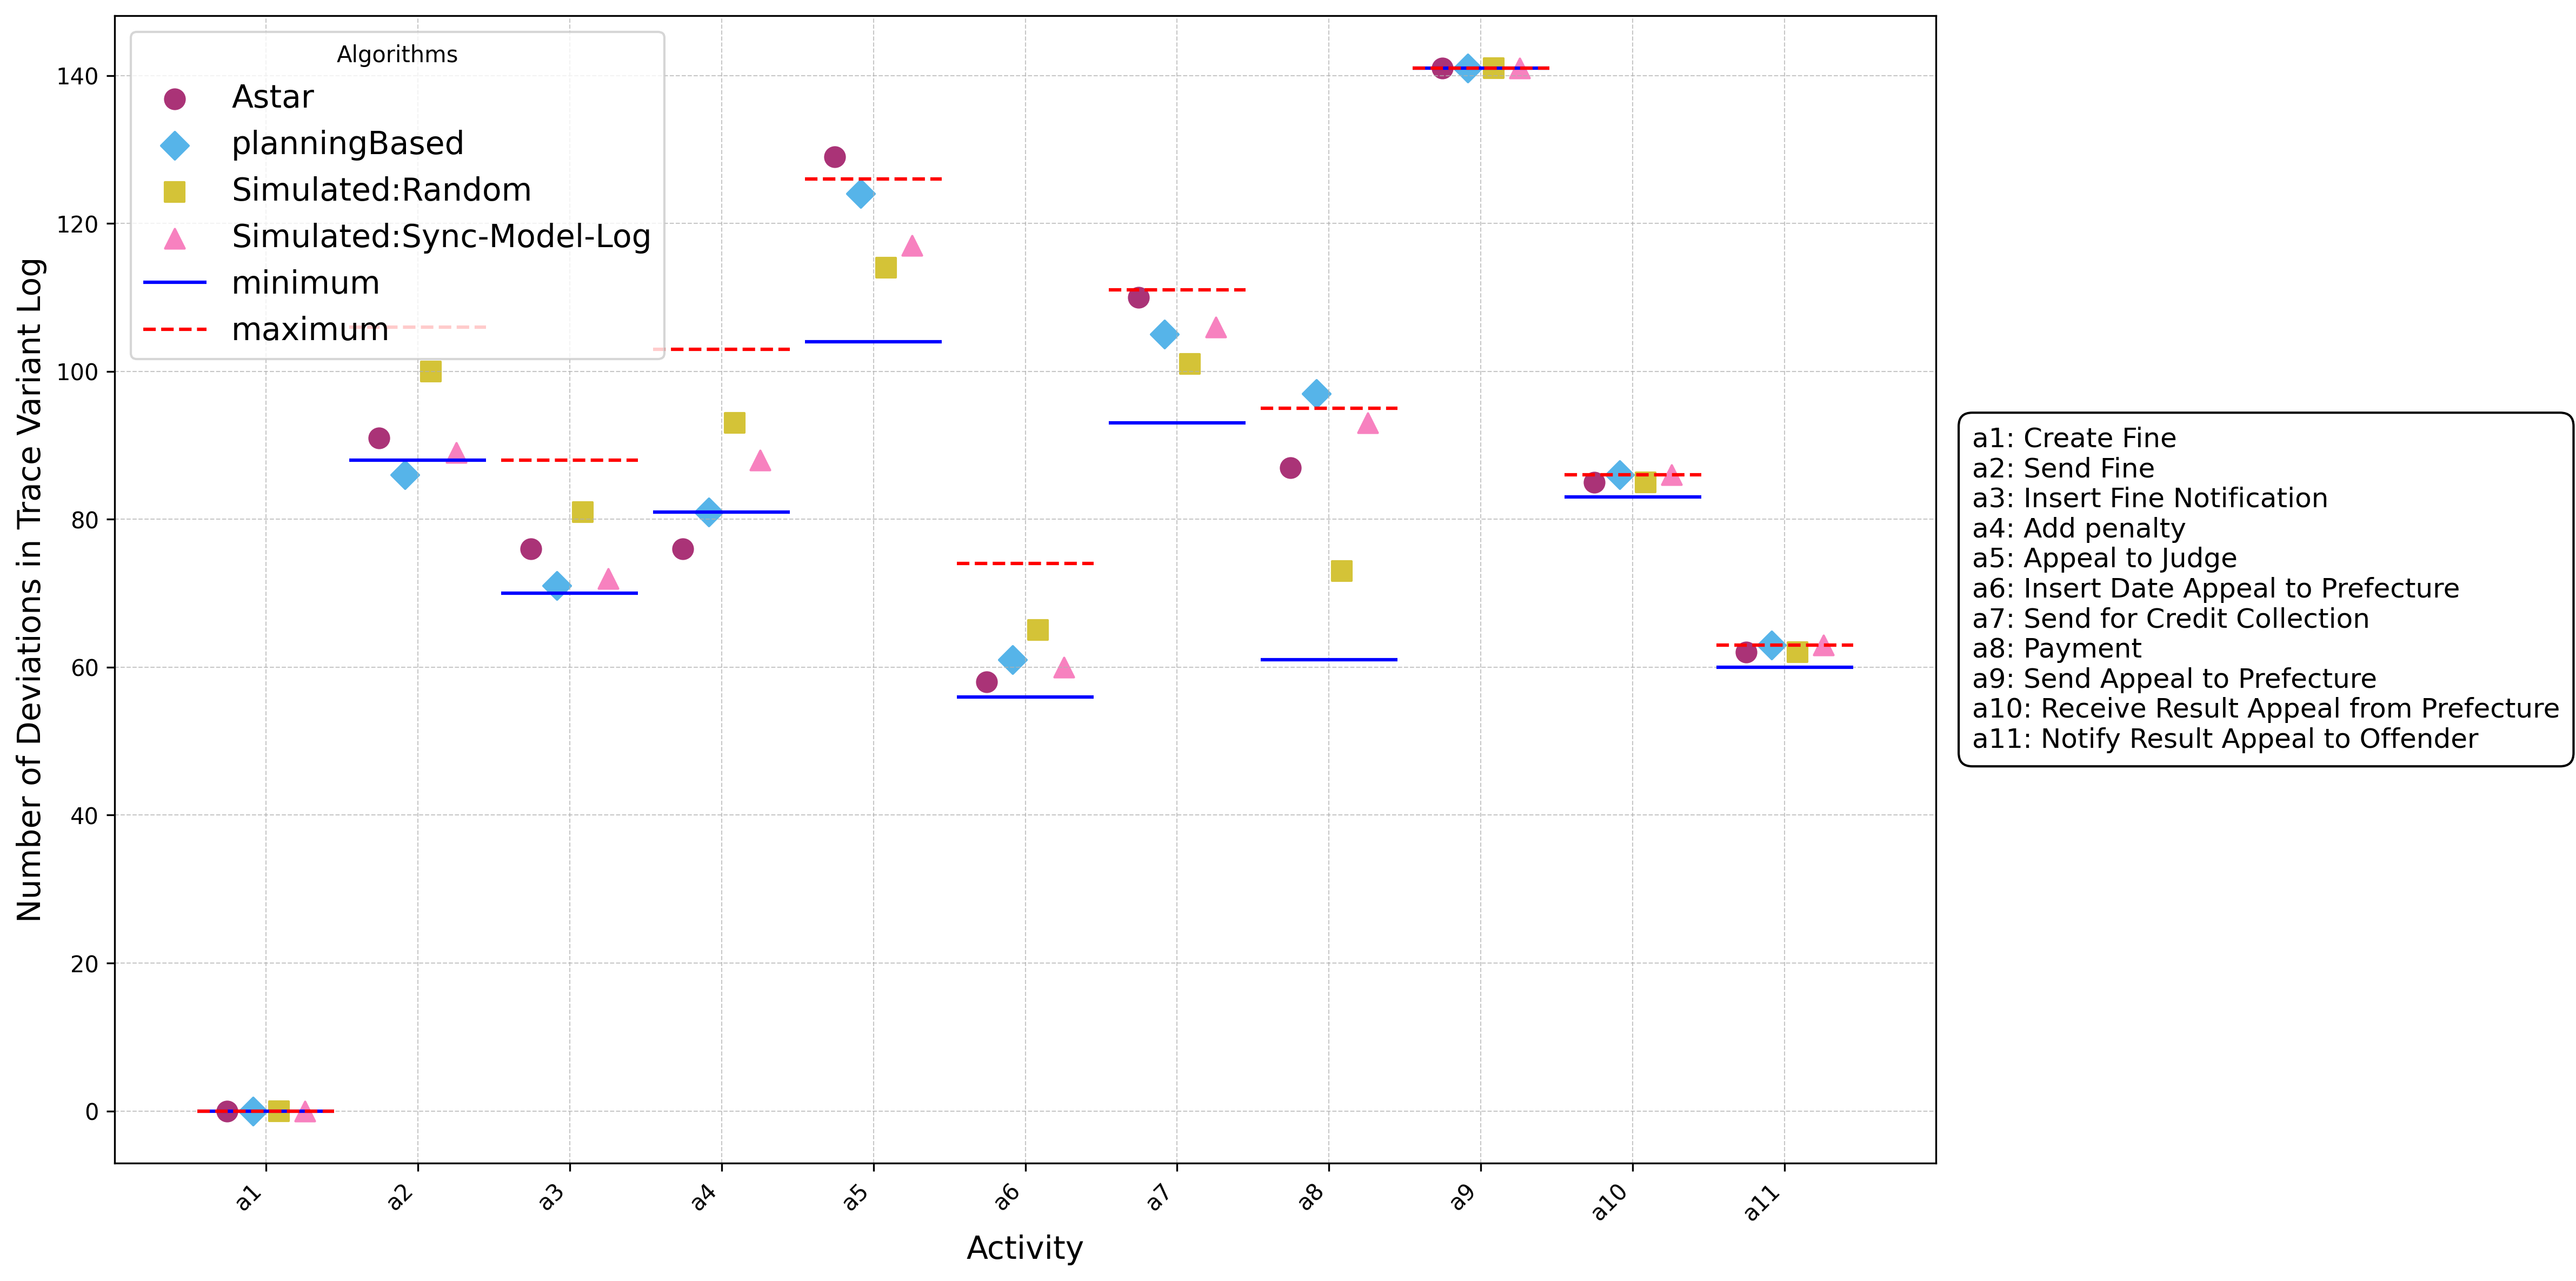 Algorithms
Astar
planningBased
Simulated:Random
Simulated:Sync-Model-Log
minimum
maximum
Number of Deviations in Trace Variant Log
140
120
100
80
60
40
20
0
a1
a2
a3
a4
a5
a6
a7
a8
a9
a10
a11
Activity
a1: Create Fine
a2: Send Fine
a3: Insert Fine Notification
a4: Add penalty
a5: Appeal to Judge
a6: Insert Date Appeal to Prefecture
a7: Send for Credit Collection
a8: Payment
a9: Send Appeal to Prefecture
a10: Receive Result Appeal from Prefecture
a11: Notify Result Appeal to Offender